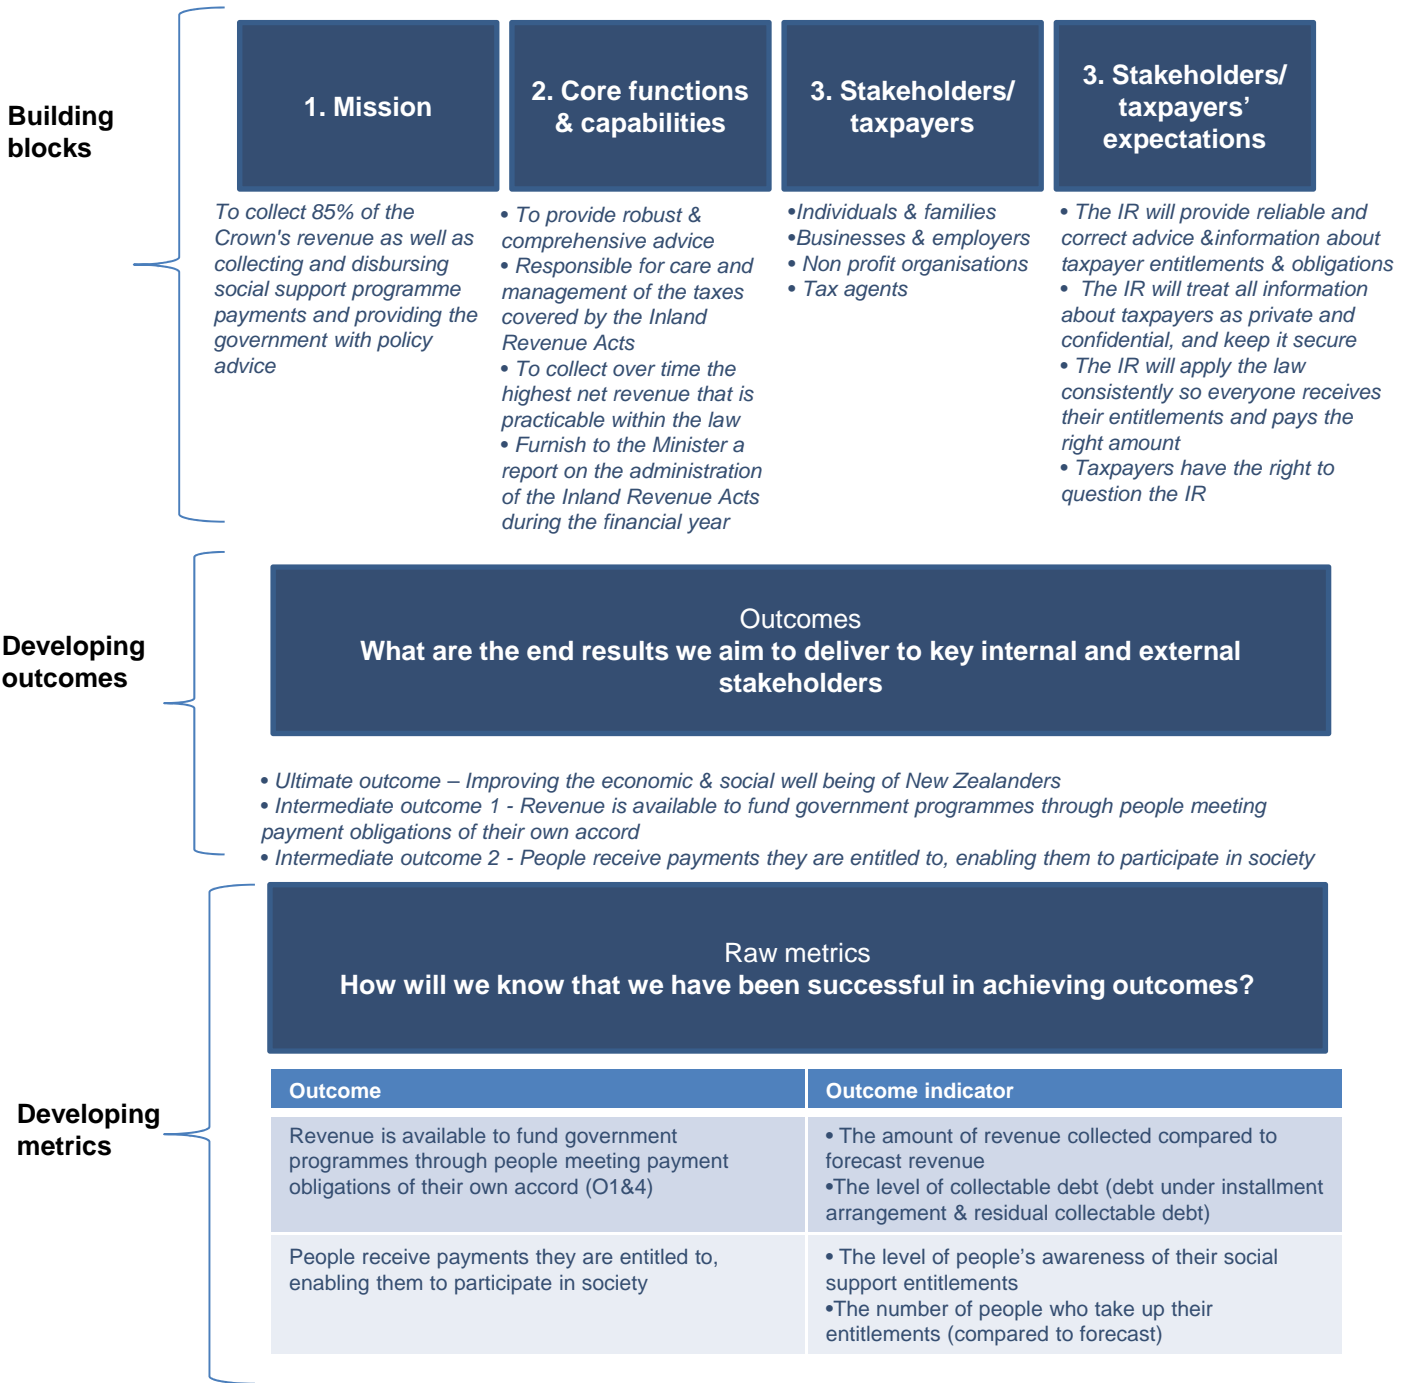 Building
blocks
1. Mission
2. Core functions
& capabilities
3. Stakeholders/
taxpayers
3. Stakeholders/
taxpayers’
expectations
To collect 85% of the
Crown's revenue as well as
collecting and disbursing
social support programme
payments and providing the
government with policy
advice
• To provide robust &
comprehensive advice
• Responsible for care and
management of the taxes
covered by the Inland
Revenue Acts
• To collect over time the
highest net revenue that is
practicable within the law
• Furnish to the Minister a
report on the administration
of the Inland Revenue Acts
during the financial year
•Individuals & families
•Businesses & employers
• Non profit organisations
• Tax agents
• The IR will provide reliable and
correct advice &information about
taxpayer entitlements & obligations
• The IR will treat all information
about taxpayers as private and
confidential, and keep it secure
• The IR will apply the law
consistently so everyone receives
their entitlements and pays the
right amount
• Taxpayers have the right to
question the IR
Developing
outcomes
Outcomes
What are the end results we aim to deliver to key internal and external
stakeholders
• Ultimate outcome – Improving the economic & social well being of New Zealanders
• Intermediate outcome 1 - Revenue is available to fund government programmes through people meeting
payment obligations of their own accord
• Intermediate outcome 2 - People receive payments they are entitled to, enabling them to participate in society
Developing
metrics
Raw metrics
How will we know that we have been successful in achieving outcomes?
Outcome
Outcome indicator
Revenue is available to fund government
programmes through people meeting payment
obligations of their own accord (O1&4)
• The amount of revenue collected compared to
forecast revenue
•The level of collectable debt (debt under installment
arrangement & residual collectable debt)
People receive payments they are entitled to,
enabling them to participate in society
• The level of people’s awareness of their social
support entitlements
•The number of people who take up their
entitlements (compared to forecast)